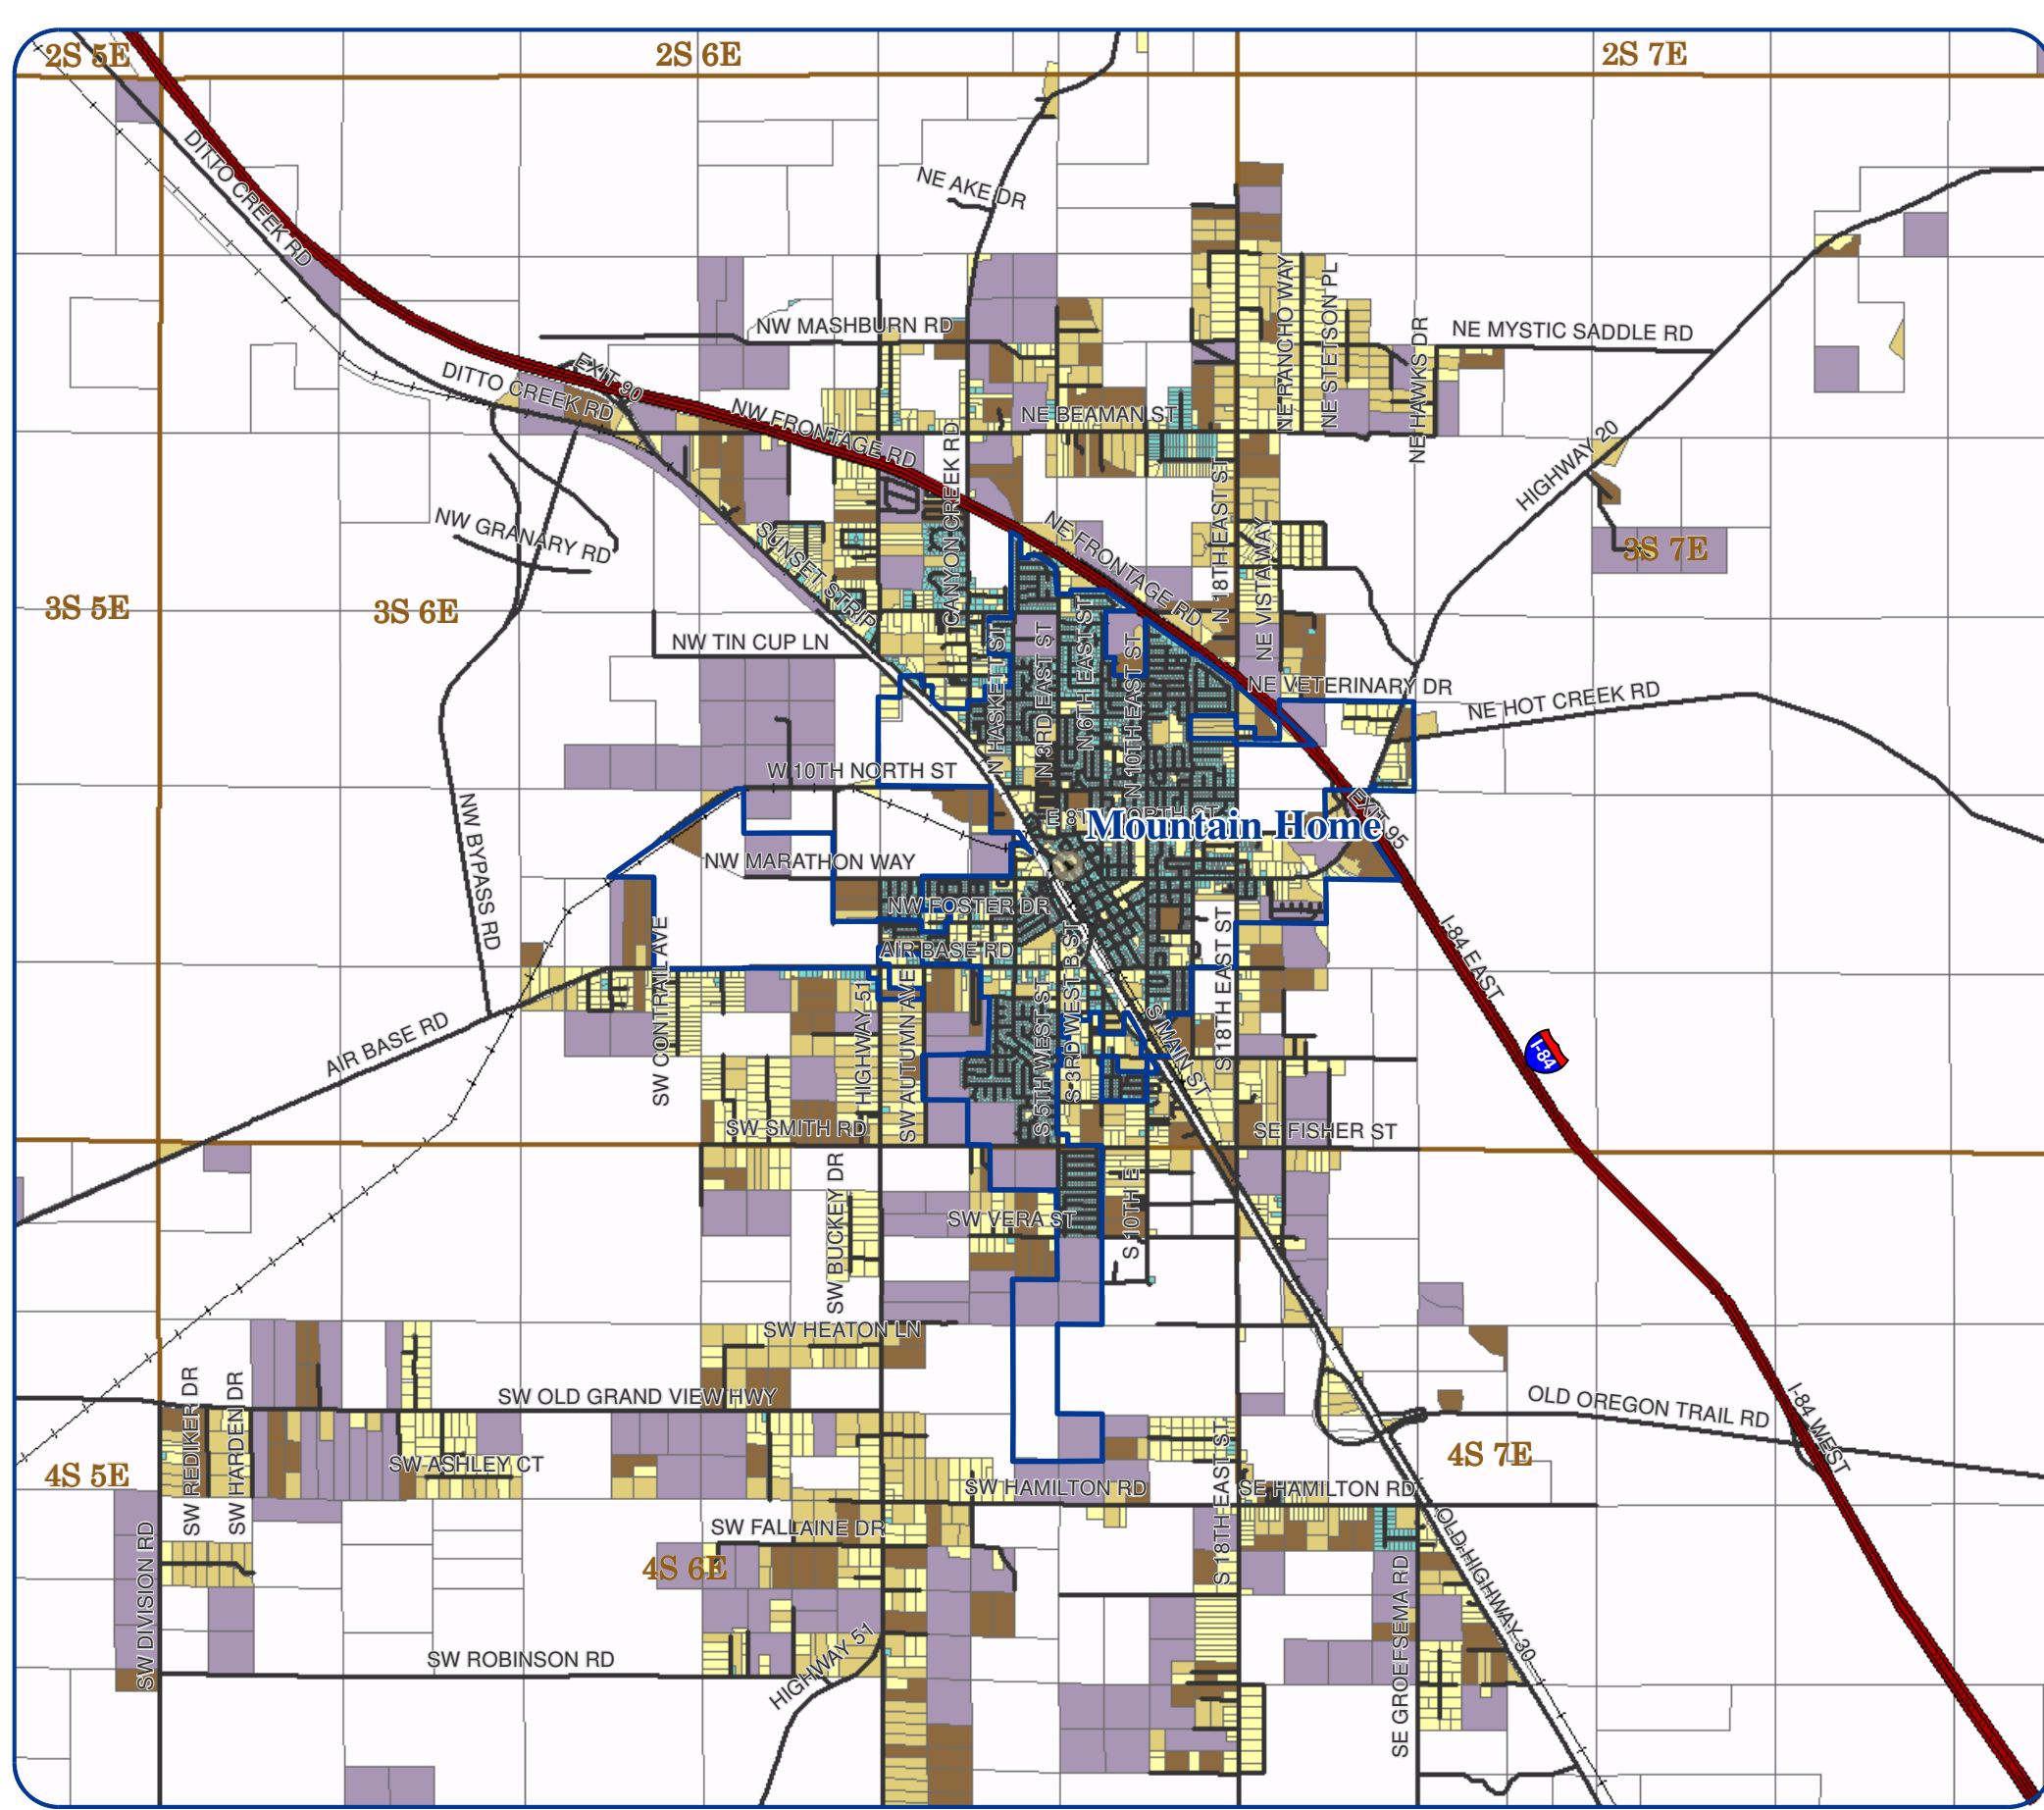 2S 5E
2S 6E
2S 7E
DITTO CREEK RD
NE AKE DR
NW MASHBURN RD
NE RANCHO WAY
NE STETSON PL
NE HAWKS DR
NE MYSTIC SADDLE RD
EXIT 90
DITTO CREEK RD
NW FRONTAGE RD
NE BEAMAN ST
CANYON CREEK RD
HIGHWAY 20
NW GRANARY RD
SUNSET STRIP
NE FRONTAGE RD
N 18TH EAST ST
NE VISTA WAY
3S 7E
3S 5E
3S 6E
NW TIN CUP LN
N HASKETT ST
N 3RD EAST ST
N 6TH EAST ST
N 10TH EAST ST
NE VETERINARY DR
NE HOT CREEK RD
W 10TH NORTH ST
NW BYPASS RD
Mountain Home
EXIT 95
NW MARATHON WAY
NW FOSTER DR
AIR BASE RD
SW CONTRAIL AVE
HIGHWAY 51
SW AUTUMN AVE
S 5TH WEST ST
S 3RD WEST B ST
S MAIN ST
S 18TH EAST ST
I-84 EAST
I-84
AIR BASE RD
SW SMITH RD
SE FISHER ST
SW BUCKEY DR
SW VERA ST
S 10TH E
SW HEATON LN
SW OLD GRAND VIEW HWY
OLD OREGON TRAIL RD
I-84 WEST
SW REDIKER DR
SW HARDEN DR
SW ASHLEY CT
4S 5E
4S 7E
SW HAMILTON RD
S 18TH EAST ST
SE HAMILTON RD
SW FALLAINE DR
4S 6E
SW DIVISION RD
SE GROEFSEMA RD
OLD HIGHWAY 30
SW ROBINSON RD
HIGHWAY 51